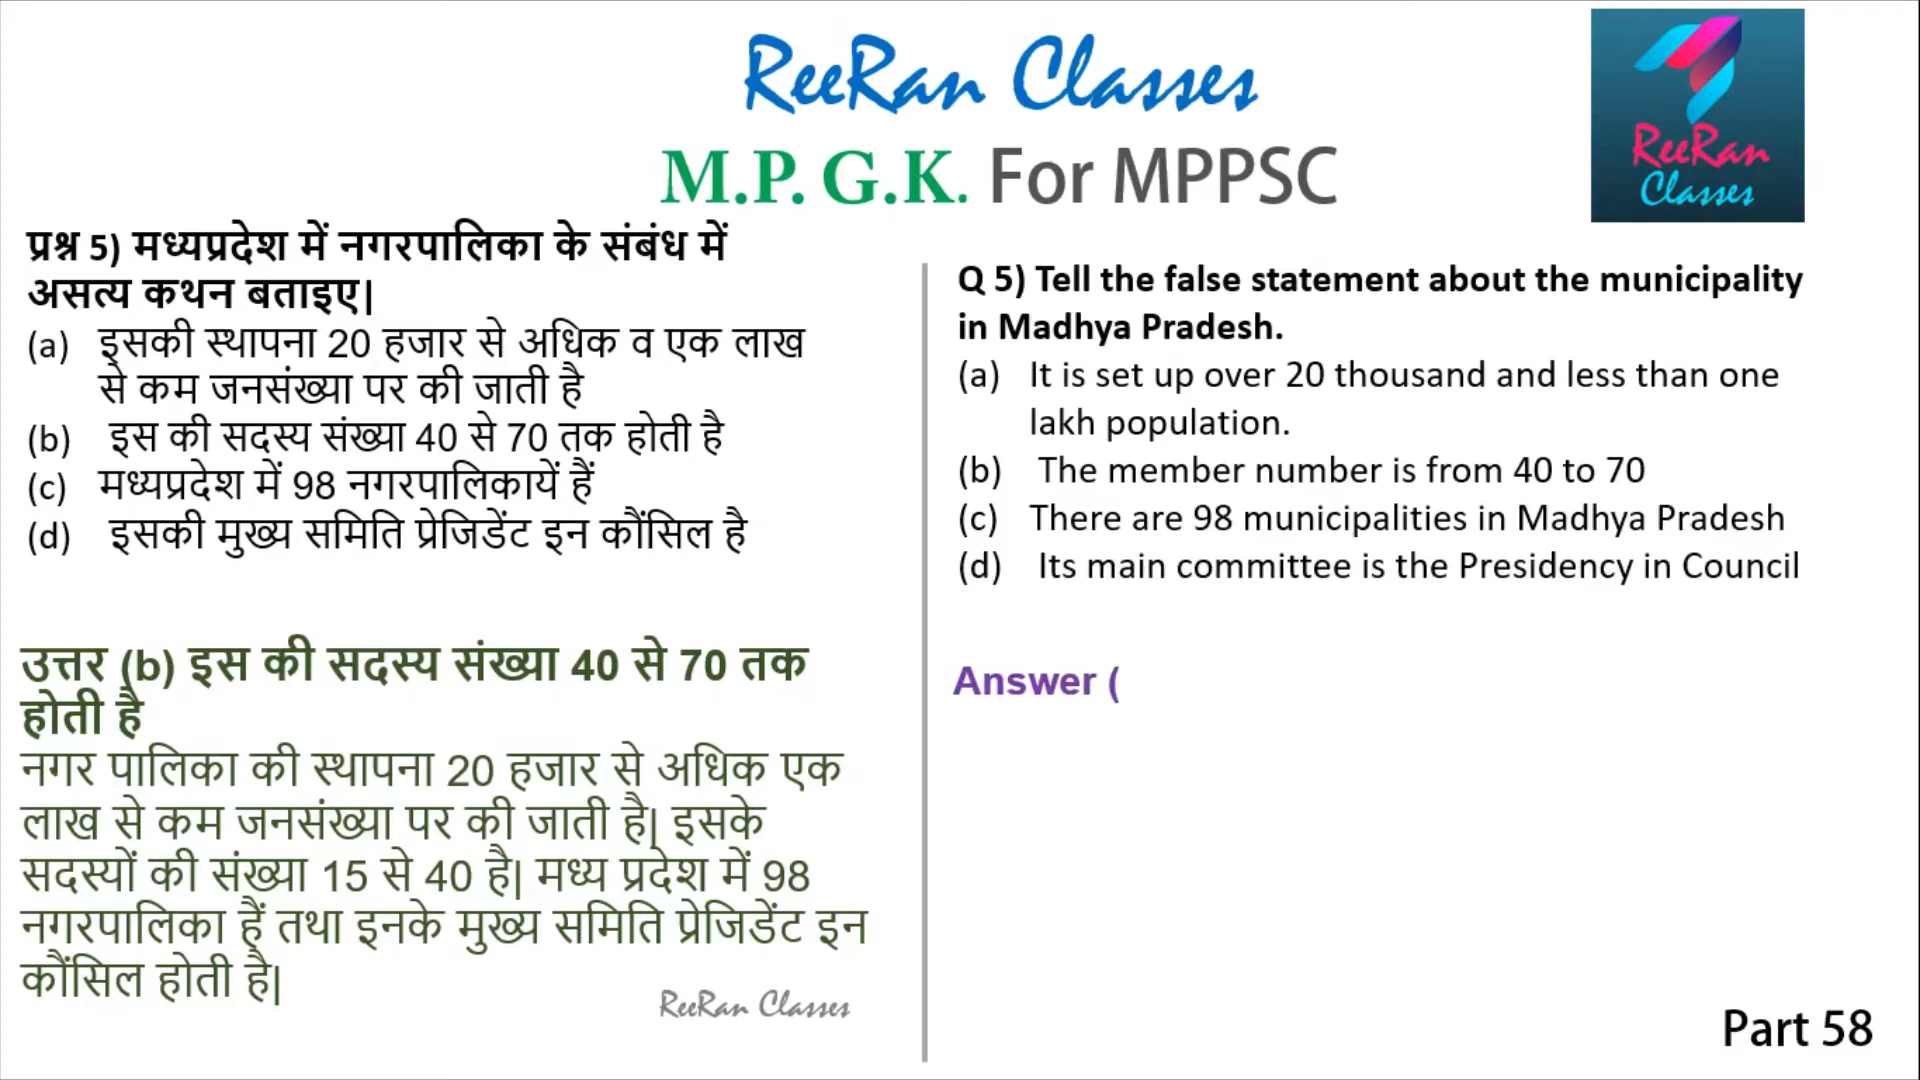 ReeRan Classes
M.P. G.K. For MPPSC
ReeRan
Classes
प्रश्न 5) मध्यप्रदेश में नगरपालिका के संबंध में
असत्य कथन बताइए|
(a) इसकी स्थापना 20 हजार से अधिक व एक लाख
से कम जनसंख्या पर की जाती है
(b) इस की सदस्य संख्या 40 से 70 तक होती है
(c) मध्यप्रदेश में 98 नगरपालिकायें हैं
(d) इसकी मुख्य समिति प्रेजिडेंट इन कौंसिल है
उत्तर (b) इस की सदस्य संख्या 40 से 70 तक
होती है
नगर पालिका की स्थापना 20 हजार से अधिक एक
लाख से कम जनसंख्या पर की जाती है| इसके
सदस्यों की संख्या 15 से 40 है| मध्य प्रदेश में 98
नगरपालिका हैं तथा इनके मुख्य समिति प्रेजिडेंट इन
कौंसिल होती है|
ReeRan Classes
Q 5) Tell the false statement about the municipality
in Madhya Pradesh.
(a) It is set up over 20 thousand and less than one
lakh population.
(b) The member number is from 40 to 70
(c) There are 98 municipalities in Madhya Pradesh
(d) Its main committee is the Presidency in Council
Answer (
Part 58